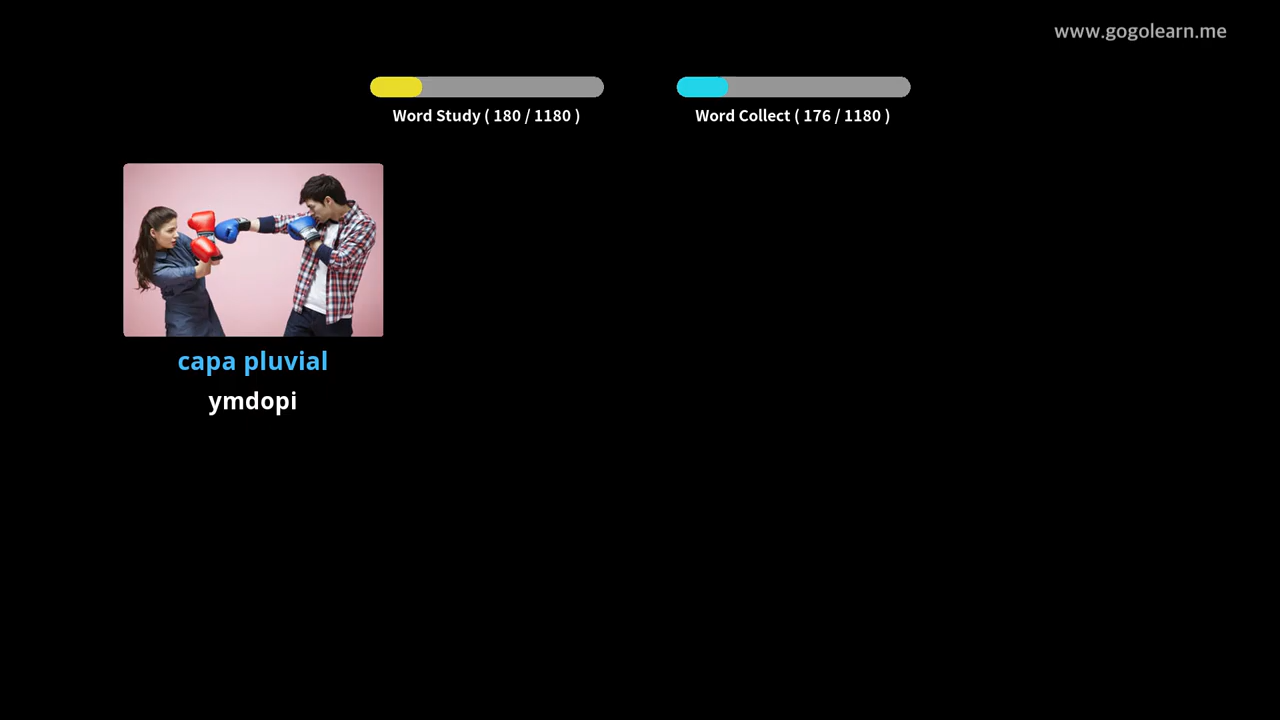 www.gogolearn.me
Word Study ( 180 / 1180 )
Word Collect ( 176 / 1180 )
capa pluvial
ymdopi